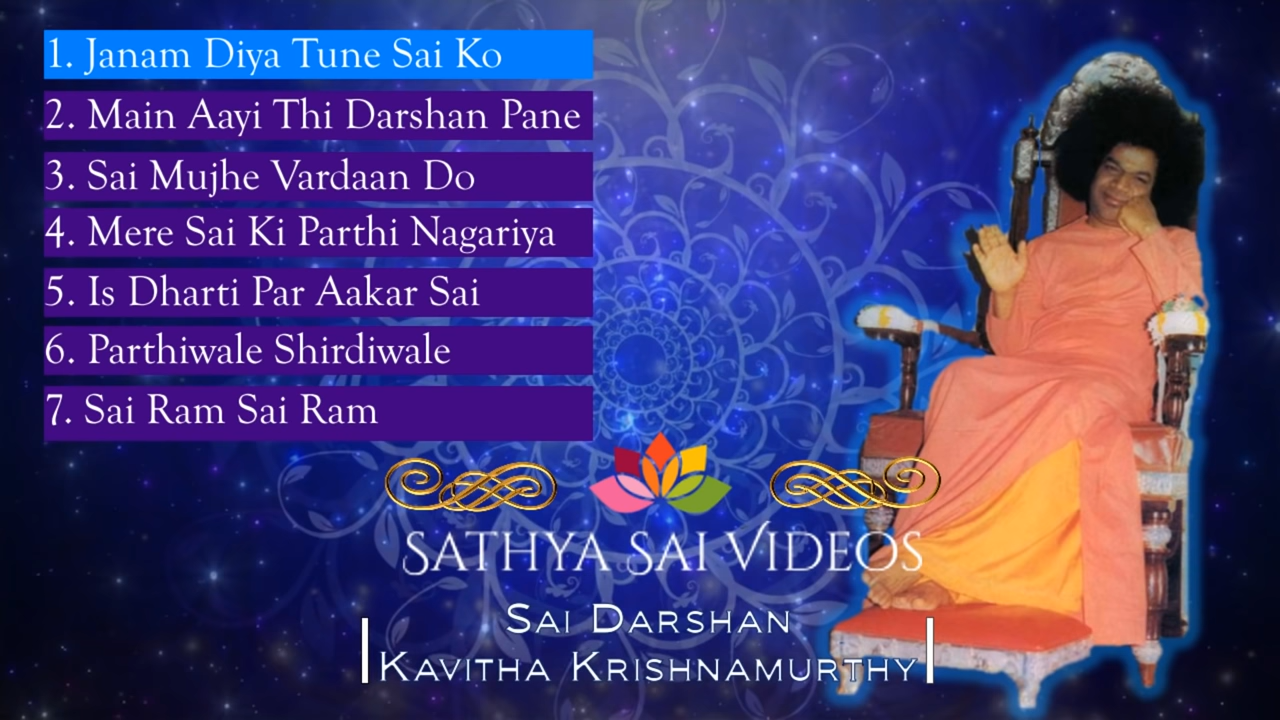 1. Janam Diya Tune Sai Ko
2. Main Aayi Thi Darshan Pane
3. Sai Mujhe Vardaan Do
4. Mere Sai Ki Parthi Nagariya
5. Is Dharti Par Aakar Sai
6. Parthiwale Shirdiwale
7. Sai Ram Sai Ram
SATHYA SAI VIDEOS
SAI DARSHAN
KAVITHA KRISHNAMURTHY